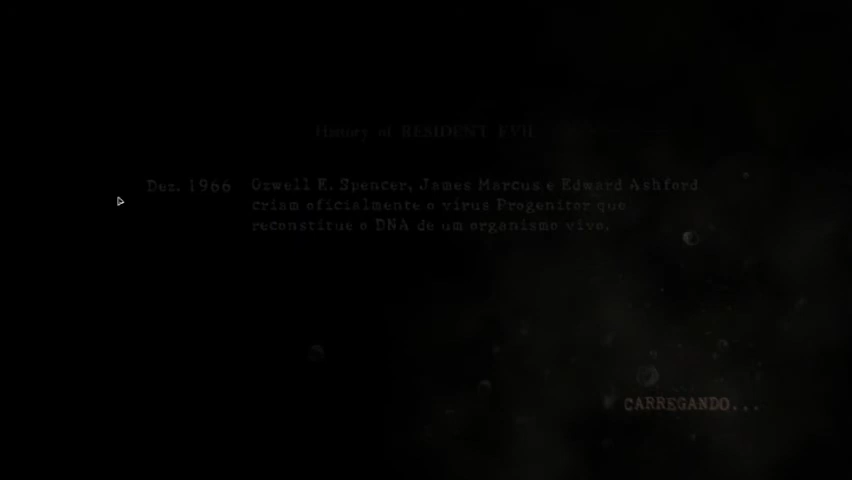 History of RESIDENT EVIL
Dez. 1966 Ozwell E. Spencer, James Marcus e Edward Ashford
criam oficialmente o vírus Progenitor que
reconstitue o DNA de um organismo vivo.
CARREGANDO...